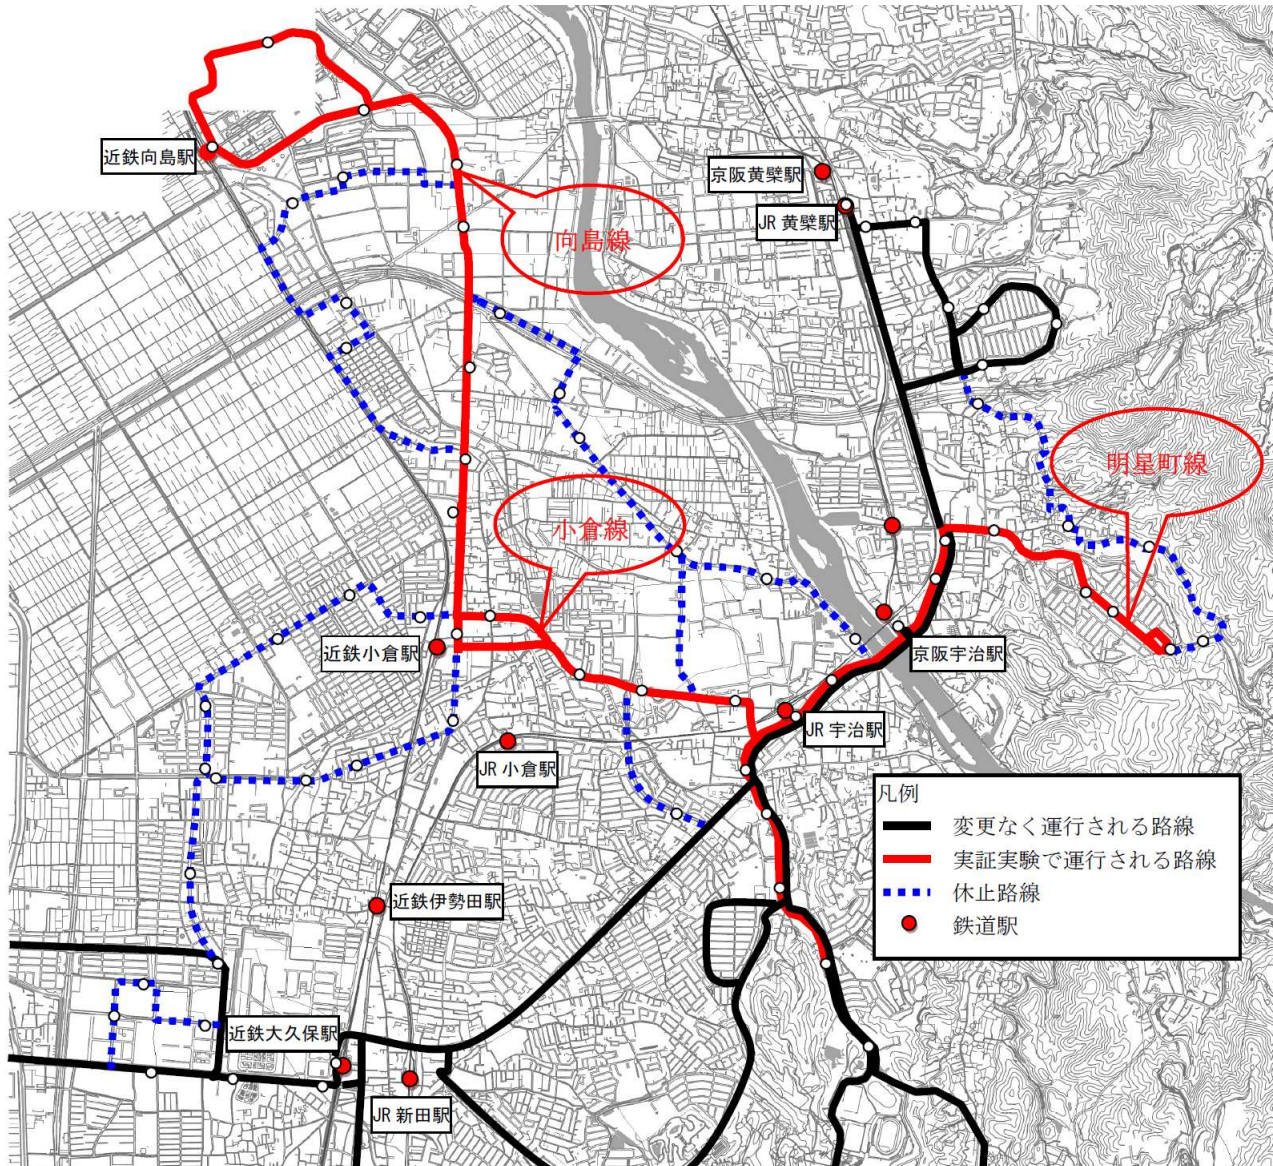 近鉄向島駅
京阪黄檗駅
JR 黄檗駅
向島線
明星町線
小倉線
近鉄小倉駅
京阪宇治駅
JR 宇治駅
JR 小倉駅
凡例
変更なく運行される路線
実証実験で運行される路線
休止路線
鉄道駅
近鉄伊勢田駅
近鉄大久保駅
JR 新田駅